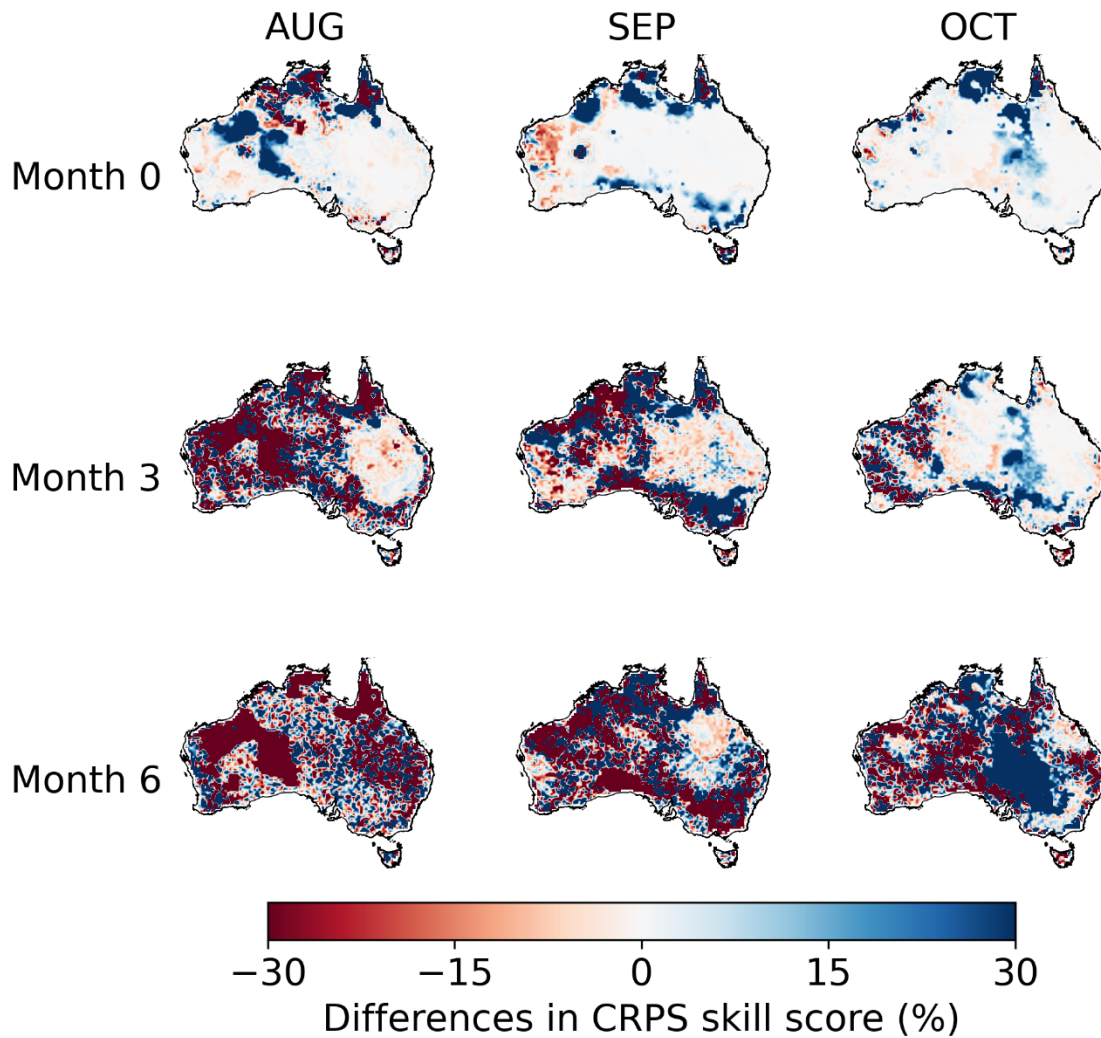 AUG SEP OCT
Month 0
Month 3
Month 6
−30 −15 0 15 30
Differences in CRPS skill score (%)